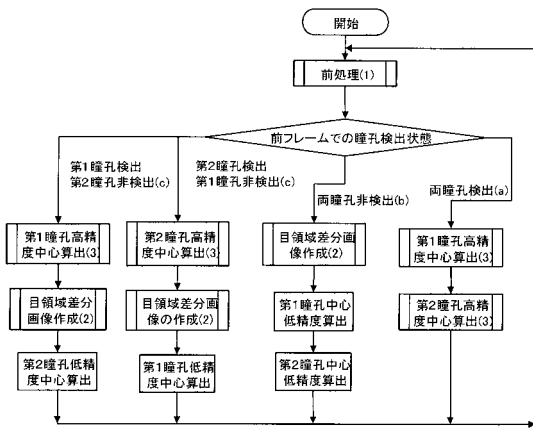 開始
前処理(1)
前フレームでの瞳孔検出状態
第1瞳孔検出
第2瞳孔非検出(c)
第2瞳孔検出
第1瞳孔非検出(c)
両瞳孔非検出(b)
両瞳孔検出(a)
第1瞳孔高精
度中心算出(3)
目領域差分
画像作成(2)
第2瞳孔低精
度中心算出
第2瞳孔高精
度中心算出(3)
目領域差分画
像の作成(2)
第1瞳孔低精
度中心算出
目領域差分画
像作成(2)
第1瞳孔中心
低精度算出
第2瞳孔中心
低精度算出
第1瞳孔高精
度中心算出(3)
第2瞳孔高精
度中心算出(3)